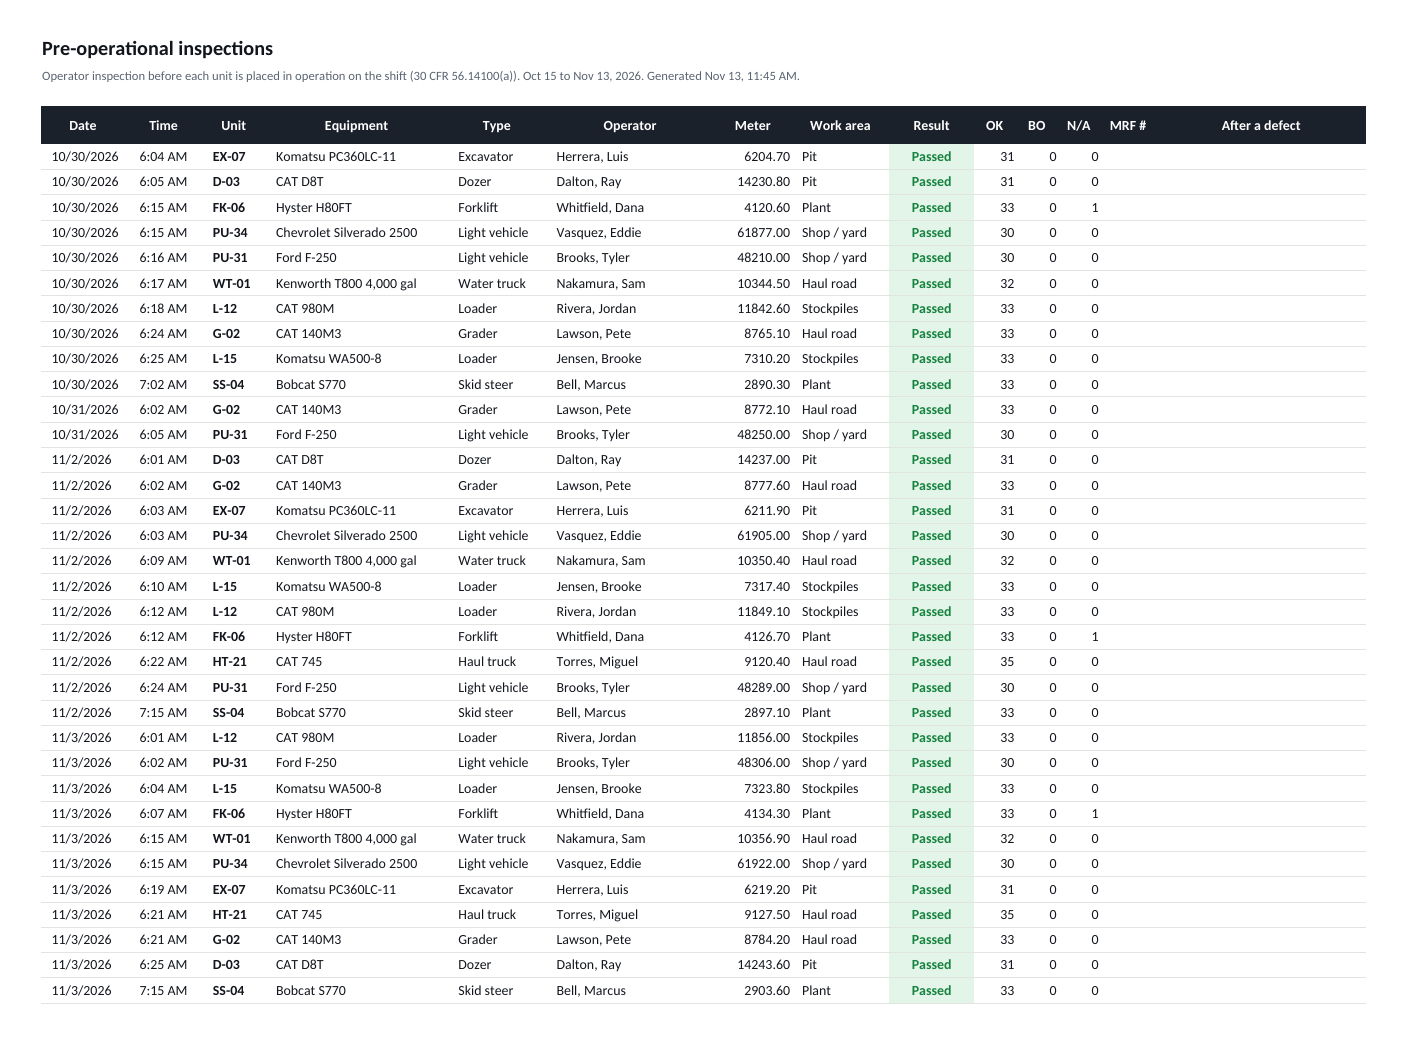 Pre-operational inspections
Operator inspection before each unit is placed in operation on the shift (30 CFR 56.14100(a)). Oct 15 to Nov 13, 2026. Generated Nov 13, 11:45 AM.
Date Time Unit Equipment Type Operator Meter Work area Result OK BO N/A MRF # After a defect
10/30/2026 6:04 AM EX-07 Komatsu PC360LC-11 Excavator Herrera, Luis 6204.70 Pit Passed 31 0 0
10/30/2026 6:05 AM D-03 CAT D8T Dozer Dalton, Ray 14230.80 Pit Passed 31 0 0
10/30/2026 6:15 AM FK-06 Hyster H80FT Forklift Whitfield, Dana 4120.60 Plant Passed 33 0 1
10/30/2026 6:15 AM PU-34 Chevrolet Silverado 2500 Light vehicle Vasquez, Eddie 61877.00 Shop / yard Passed 30 0 0
10/30/2026 6:16 AM PU-31 Ford F-250 Light vehicle Brooks, Tyler 48210.00 Shop / yard Passed 30 0 0
10/30/2026 6:17 AM WT-01 Kenworth T800 4,000 gal Water truck Nakamura, Sam 10344.50 Haul road Passed 32 0 0
10/30/2026 6:18 AM L-12 CAT 980M Loader Rivera, Jordan 11842.60 Stockpiles Passed 33 0 0
10/30/2026 6:24 AM G-02 CAT 140M3 Grader Lawson, Pete 8765.10 Haul road Passed 33 0 0
10/30/2026 6:25 AM L-15 Komatsu WA500-8 Loader Jensen, Brooke 7310.20 Stockpiles Passed 33 0 0
10/30/2026 7:02 AM SS-04 Bobcat S770 Skid steer Bell, Marcus 2890.30 Plant Passed 33 0 0
10/31/2026 6:02 AM G-02 CAT 140M3 Grader Lawson, Pete 8772.10 Haul road Passed 33 0 0
10/31/2026 6:05 AM PU-31 Ford F-250 Light vehicle Brooks, Tyler 48250.00 Shop / yard Passed 30 0 0
11/2/2026 6:01 AM D-03 CAT D8T Dozer Dalton, Ray 14237.00 Pit Passed 31 0 0
11/2/2026 6:02 AM G-02 CAT 140M3 Grader Lawson, Pete 8777.60 Haul road Passed 33 0 0
11/2/2026 6:03 AM EX-07 Komatsu PC360LC-11 Excavator Herrera, Luis 6211.90 Pit Passed 31 0 0
11/2/2026 6:03 AM PU-34 Chevrolet Silverado 2500 Light vehicle Vasquez, Eddie 61905.00 Shop / yard Passed 30 0 0
11/2/2026 6:09 AM WT-01 Kenworth T800 4,000 gal Water truck Nakamura, Sam 10350.40 Haul road Passed 32 0 0
11/2/2026 6:10 AM L-15 Komatsu WA500-8 Loader Jensen, Brooke 7317.40 Stockpiles Passed 33 0 0
11/2/2026 6:12 AM L-12 CAT 980M Loader Rivera, Jordan 11849.10 Stockpiles Passed 33 0 0
11/2/2026 6:12 AM FK-06 Hyster H80FT Forklift Whitfield, Dana 4126.70 Plant Passed 33 0 1
11/2/2026 6:22 AM HT-21 CAT 745 Haul truck Torres, Miguel 9120.40 Haul road Passed 35 0 0
11/2/2026 6:24 AM PU-31 Ford F-250 Light vehicle Brooks, Tyler 48289.00 Shop / yard Passed 30 0 0
11/2/2026 7:15 AM SS-04 Bobcat S770 Skid steer Bell, Marcus 2897.10 Plant Passed 33 0 0
11/3/2026 6:01 AM L-12 CAT 980M Loader Rivera, Jordan 11856.00 Stockpiles Passed 33 0 0
11/3/2026 6:02 AM PU-31 Ford F-250 Light vehicle Brooks, Tyler 48306.00 Shop / yard Passed 30 0 0
11/3/2026 6:04 AM L-15 Komatsu WA500-8 Loader Jensen, Brooke 7323.80 Stockpiles Passed 33 0 0
11/3/2026 6:07 AM FK-06 Hyster H80FT Forklift Whitfield, Dana 4134.30 Plant Passed 33 0 1
11/3/2026 6:15 AM WT-01 Kenworth T800 4,000 gal Water truck Nakamura, Sam 10356.90 Haul road Passed 32 0 0
11/3/2026 6:15 AM PU-34 Chevrolet Silverado 2500 Light vehicle Vasquez, Eddie 61922.00 Shop / yard Passed 30 0 0
11/3/2026 6:19 AM EX-07 Komatsu PC360LC-11 Excavator Herrera, Luis 6219.20 Pit Passed 31 0 0
11/3/2026 6:21 AM HT-21 CAT 745 Haul truck Torres, Miguel 9127.50 Haul road Passed 35 0 0
11/3/2026 6:21 AM G-02 CAT 140M3 Grader Lawson, Pete 8784.20 Haul road Passed 33 0 0
11/3/2026 6:25 AM D-03 CAT D8T Dozer Dalton, Ray 14243.60 Pit Passed 31 0 0
11/3/2026 7:15 AM SS-04 Bobcat S770 Skid steer Bell, Marcus 2903.60 Plant Passed 33 0 0